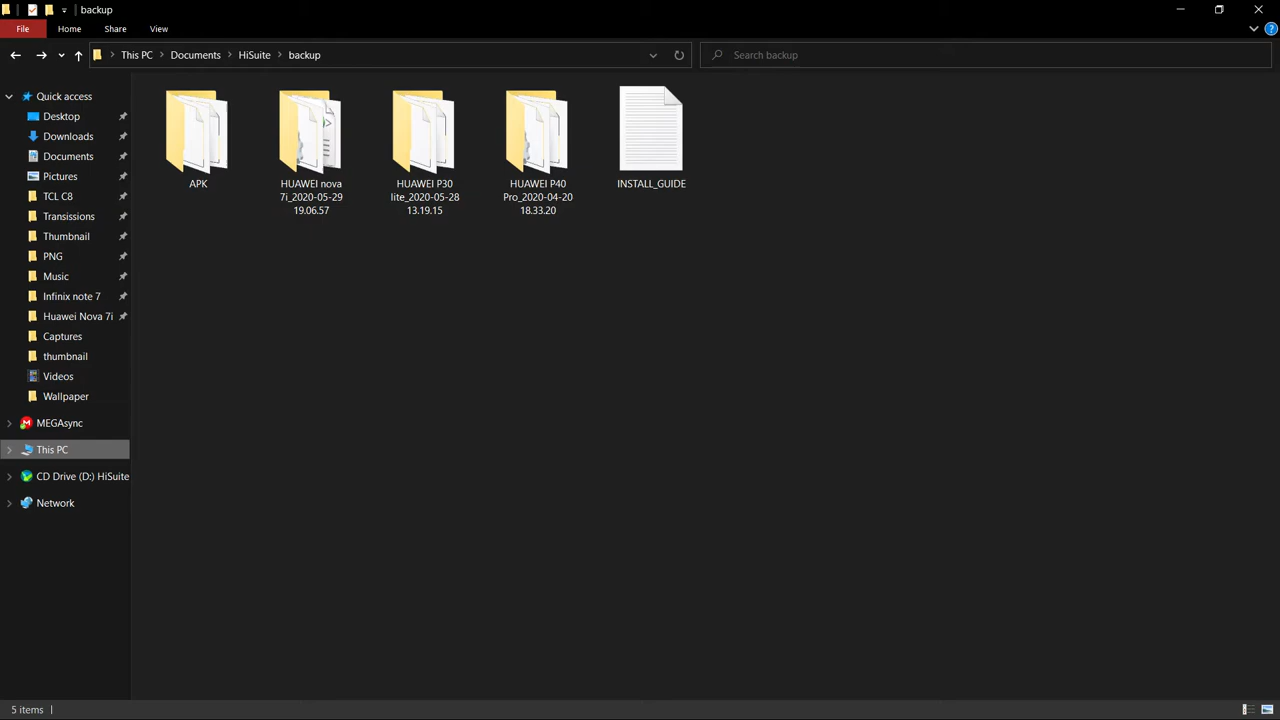 backup
File
Home
Share
View
This PC
Documents
HiSuite
backup
Search backup
Quick access
Desktop
Downloads
Documents
Pictures
TCL C8
Transissions
Thumbnail
PNG
Music
Infinix note 7
Huawei Nova 7i
Captures
thumbnail
Videos
Wallpaper
MEGAsync
This PC
CD Drive (D:) HiSuite
Network
APK
HUAWEI nova
7i_2020-05-29
19.06.57
HUAWEI P30
lite_2020-05-28
13.19.15
HUAWEI P40
Pro_2020-04-20
18.33.20
INSTALL_GUIDE
5 items